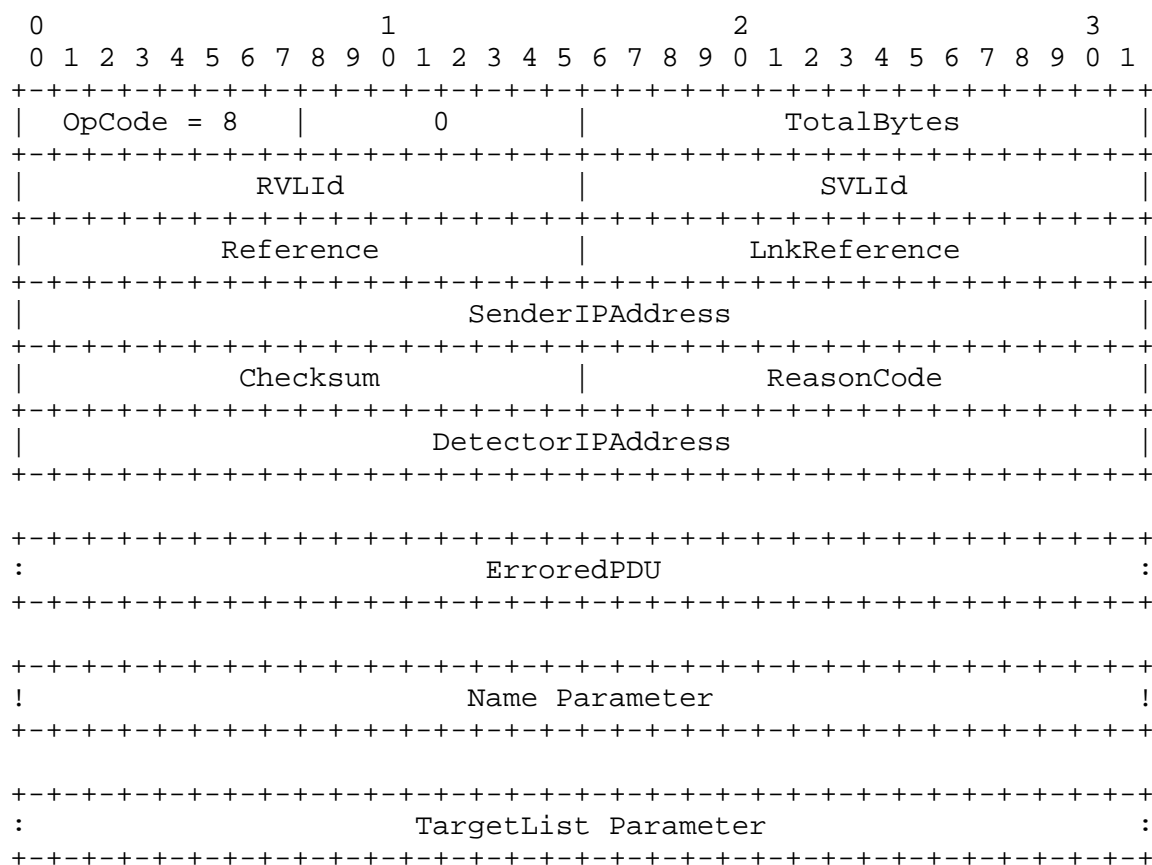 0                   1                   2                   3
 0 1 2 3 4 5 6 7 8 9 0 1 2 3 4 5 6 7 8 9 0 1 2 3 4 5 6 7 8 9 0 1
+-+-+-+-+-+-+-+-+-+-+-+-+-+-+-+-+-+-+-+-+-+-+-+-+-+-+-+-+-+-+-+-+
|  OpCode = 8   |       0       |           TotalBytes          |
+-+-+-+-+-+-+-+-+-+-+-+-+-+-+-+-+-+-+-+-+-+-+-+-+-+-+-+-+-+-+-+-+
|             RVLId             |             SVLId             |
+-+-+-+-+-+-+-+-+-+-+-+-+-+-+-+-+-+-+-+-+-+-+-+-+-+-+-+-+-+-+-+-+
|           Reference           |         LnkReference          |
+-+-+-+-+-+-+-+-+-+-+-+-+-+-+-+-+-+-+-+-+-+-+-+-+-+-+-+-+-+-+-+-+
|                         SenderIPAddress                       |
+-+-+-+-+-+-+-+-+-+-+-+-+-+-+-+-+-+-+-+-+-+-+-+-+-+-+-+-+-+-+-+-+
|            Checksum           |          ReasonCode           |
+-+-+-+-+-+-+-+-+-+-+-+-+-+-+-+-+-+-+-+-+-+-+-+-+-+-+-+-+-+-+-+-+
|                       DetectorIPAddress                       |
+-+-+-+-+-+-+-+-+-+-+-+-+-+-+-+-+-+-+-+-+-+-+-+-+-+-+-+-+-+-+-+-+

+-+-+-+-+-+-+-+-+-+-+-+-+-+-+-+-+-+-+-+-+-+-+-+-+-+-+-+-+-+-+-+-+
:                          ErroredPDU                           :
+-+-+-+-+-+-+-+-+-+-+-+-+-+-+-+-+-+-+-+-+-+-+-+-+-+-+-+-+-+-+-+-+

+-+-+-+-+-+-+-+-+-+-+-+-+-+-+-+-+-+-+-+-+-+-+-+-+-+-+-+-+-+-+-+-+
!                         Name Parameter                        !
+-+-+-+-+-+-+-+-+-+-+-+-+-+-+-+-+-+-+-+-+-+-+-+-+-+-+-+-+-+-+-+-+

+-+-+-+-+-+-+-+-+-+-+-+-+-+-+-+-+-+-+-+-+-+-+-+-+-+-+-+-+-+-+-+-+
:                      TargetList Parameter                     :
+-+-+-+-+-+-+-+-+-+-+-+-+-+-+-+-+-+-+-+-+-+-+-+-+-+-+-+-+-+-+-+-+